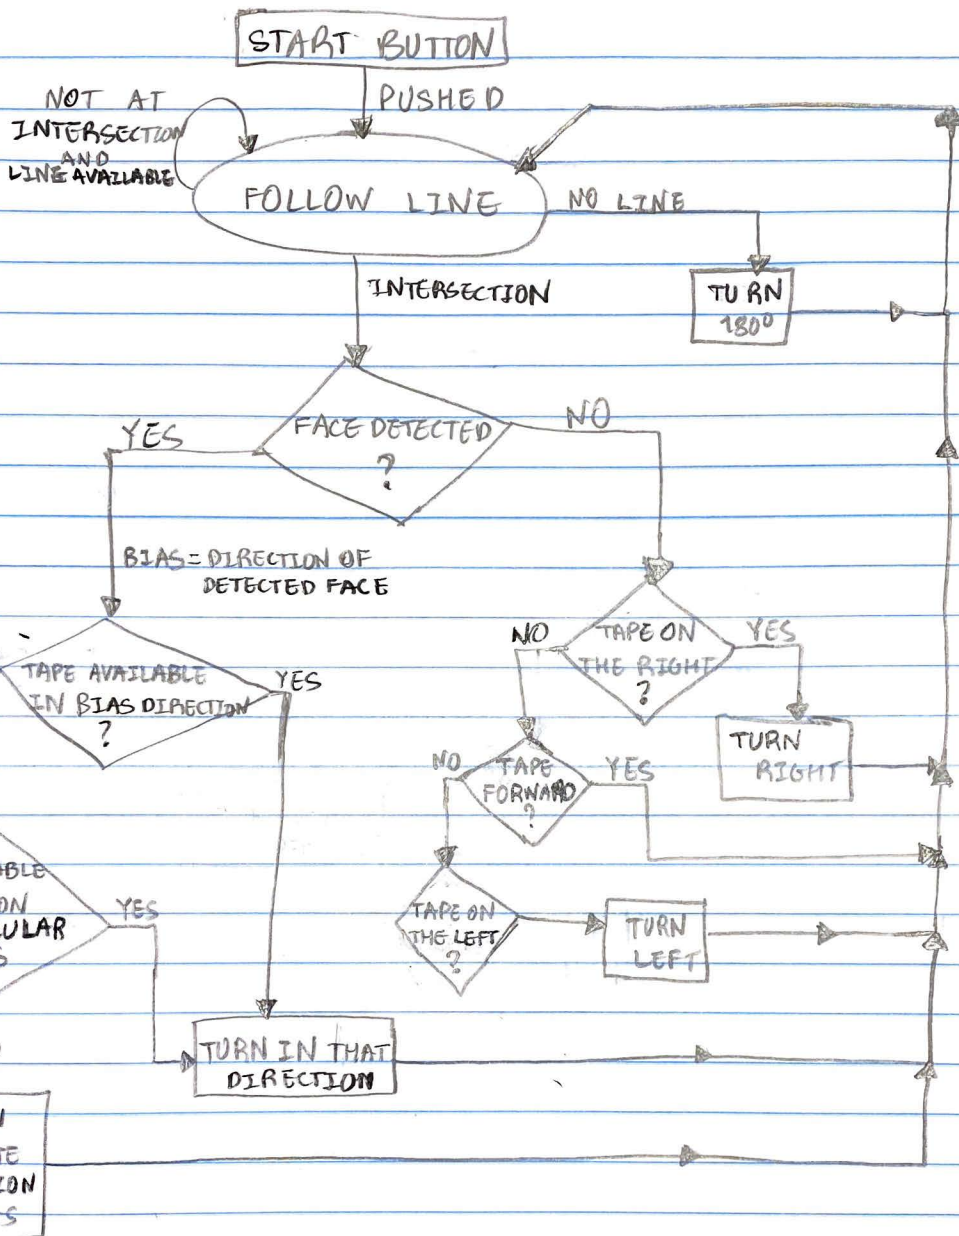 START BUTTON
PUSHED
NOT AT
INTERSECTION
AND
LINE AVAILABLE
FOLLOW LINE
NO LINE
INTERSECTION
TURN
180°
FACE DETECTED
?
YES
NO
BIAS = DIRECTION OF
DETECTED FACE
TAPE AVAILABLE
IN BIAS DIRECTION
?
YES
NO
TAPE ON
THE RIGHT
?
YES
TURN
RIGHT
NO
TAPE
FORWARD
?
YES
TAPE ON
THE LEFT
?
TURN
LEFT
YES
TURN IN THAT
DIRECTION